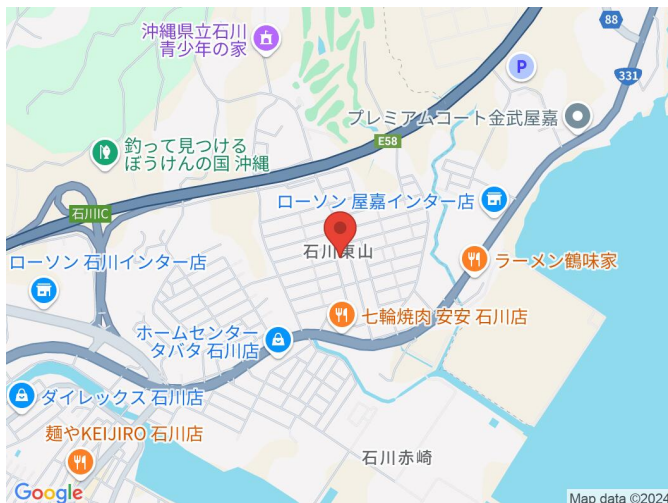 88
沖縄県立石川
青少年の家
331
P
プレミアムコート金武屋嘉
釣って見つける
ぼうけんの国 沖縄
E58
ローソン 屋嘉インター店
石川IC
石川東山
ラーメン鶴味家
ローソン 石川インター店
七輪焼肉 安安 石川店
ホームセンター
タバタ 石川店
ダイレックス 石川店
麺やKEIJIRO 石川店
石川赤崎
Google
Map data ©2024